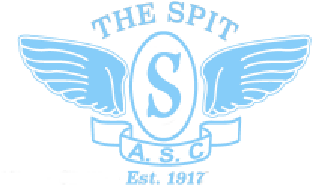 THE SPIT
S
A. S. C
Est. 1917